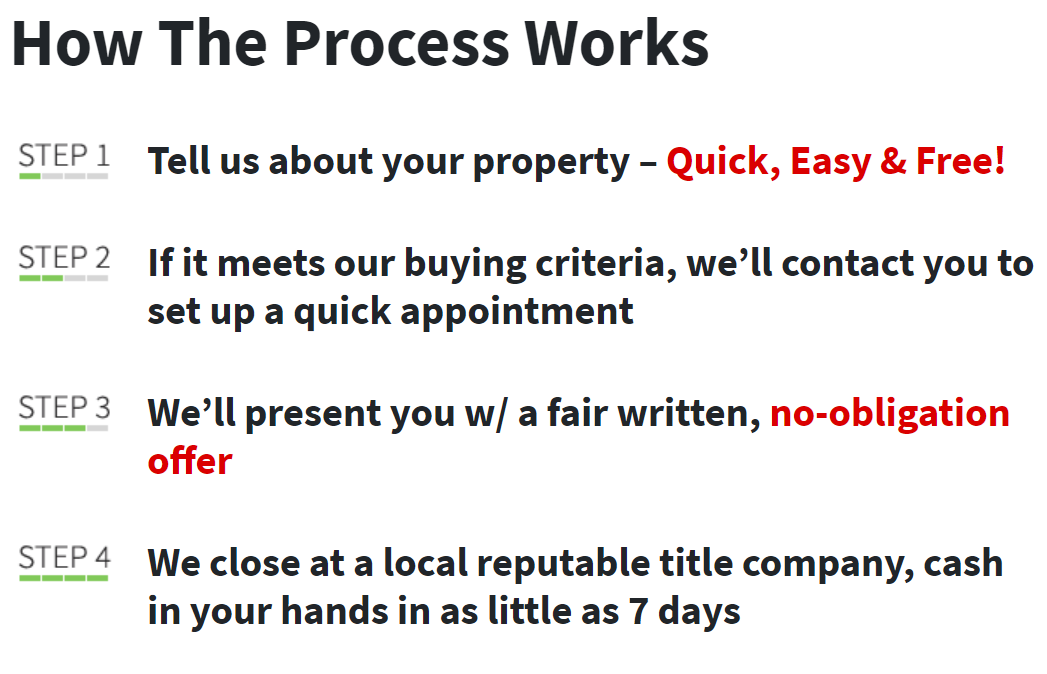 How The Process Works
STEP 1
Tell us about your property – Quick, Easy & Free!
STEP 2
If it meets our buying criteria, we’ll contact you to
set up a quick appointment
STEP 3
We’ll present you w/ a fair written, no-obligation
offer
STEP 4
We close at a local reputable title company, cash
in your hands in as little as 7 days